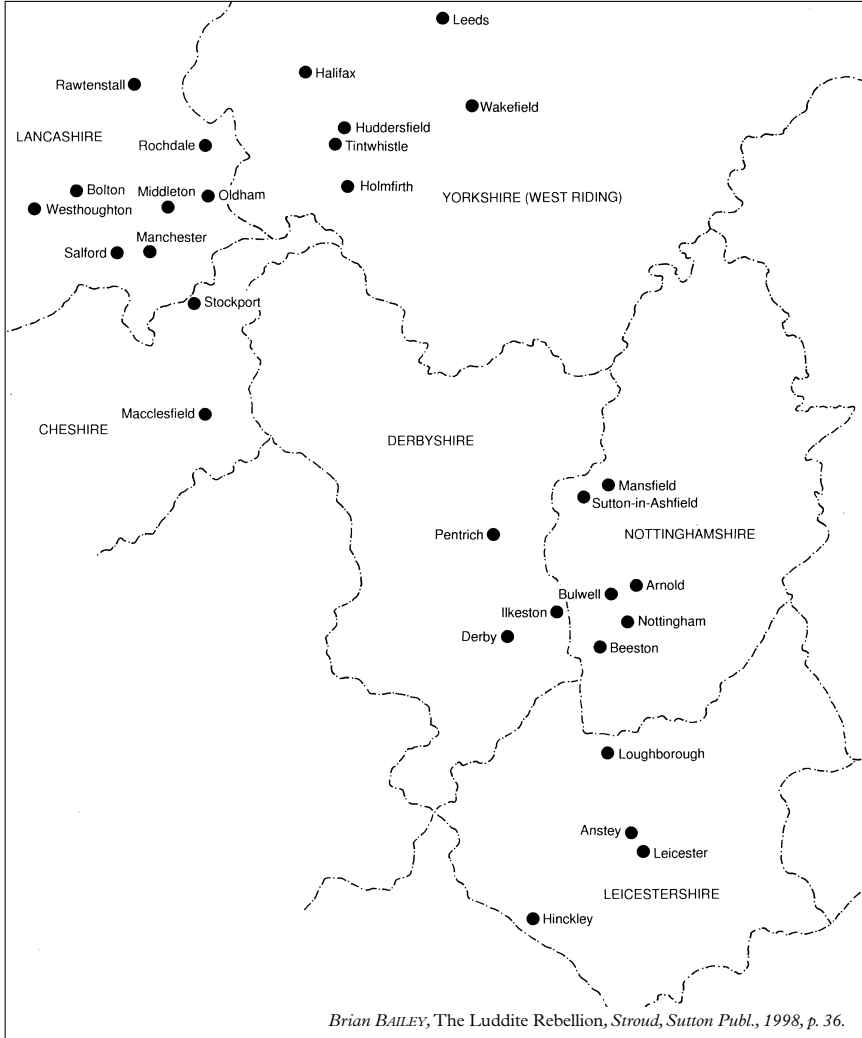 Leeds
Halifax
Rawtenstall
Wakefield
Huddersfield
LANCASHIRE
Rochdale
Tintwhistle
Bolton
Middleton
Oldham
Holmfirth
YORKSHIRE (WEST RIDING)
Westhoughton
Manchester
Salford
Stockport
Macclesfield
CHESHIRE
DERBYSHIRE
Mansfield
Sutton-in-Ashfield
Pentrich
NOTTINGHAMSHIRE
Arnold
Bulwell
Ilkeston
Nottingham
Derby
Beeston
Loughborough
Anstey
Leicester
LEICESTERSHIRE
Hinckley
Brian BAILEY, The Luddite Rebellion, Stroud, Sutton Publ., 1998, p. 36.